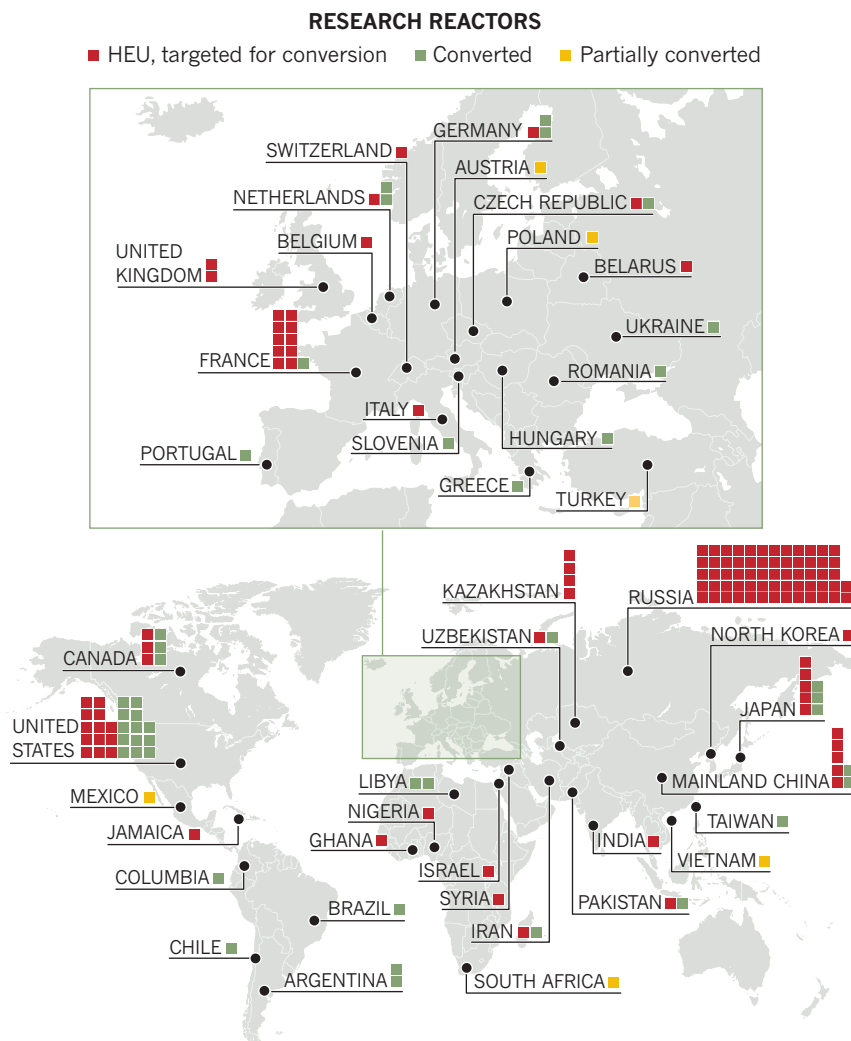 RESEARCH REACTORS
HEU, targeted for conversion Converted Partially converted
GERMANY
SWITZERLAND
AUSTRIA
NETHERLANDS
CZECH REPUBLIC
BELGIUM
POLAND
UNITED
KINGDOM
BELARUS
UKRAINE
FRANCE
ROMANIA
ITALY
SLOVENIA
HUNGARY
PORTUGAL
GREECE
TURKEY
KAZAKHSTAN
RUSSIA
UZBEKISTAN
NORTH KOREA
CANADA
JAPAN
UNITED
STATES
MAINLAND CHINA
LIBYA
MEXICO
NIGERIA
TAIWAN
JAMAICA
GHANA
INDIA
VIETNAM
ISRAEL
COLUMBIA
SYRIA
PAKISTAN
BRAZIL
IRAN
CHILE
ARGENTINA
SOUTH AFRICA